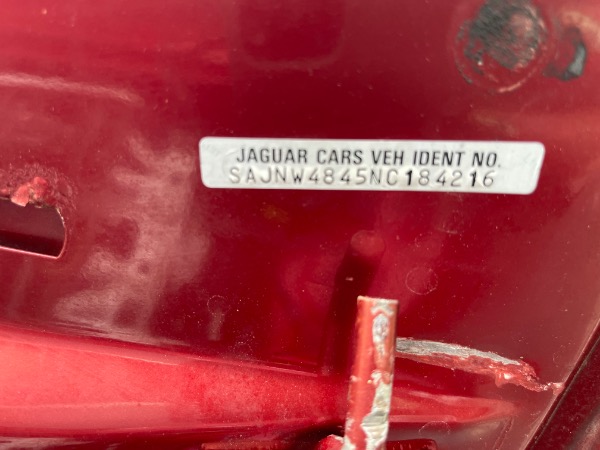 JAGUAR CARS VEH IDENT NO.
SAJNW4845NC184216